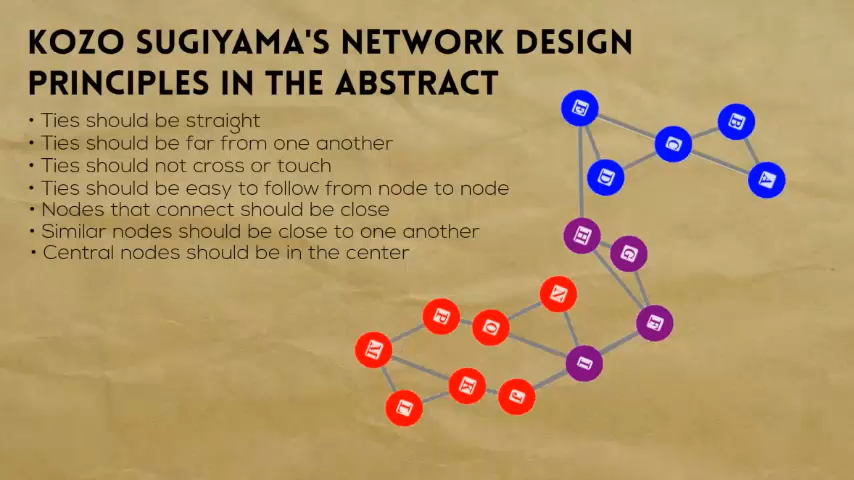 KOZO SUGIYAMA'S NETWORK DESIGN
PRINCIPLES IN THE ABSTRACT
• Ties should be straight
• Ties should be far from one another
• Ties should not cross or touch
• Ties should be easy to follow from node to node
• Nodes that connect should be close
• Similar nodes should be close to one another
• Central nodes should be in the center
B
C
D
A
H
G
N
F
P
O
M
I
K
J
L